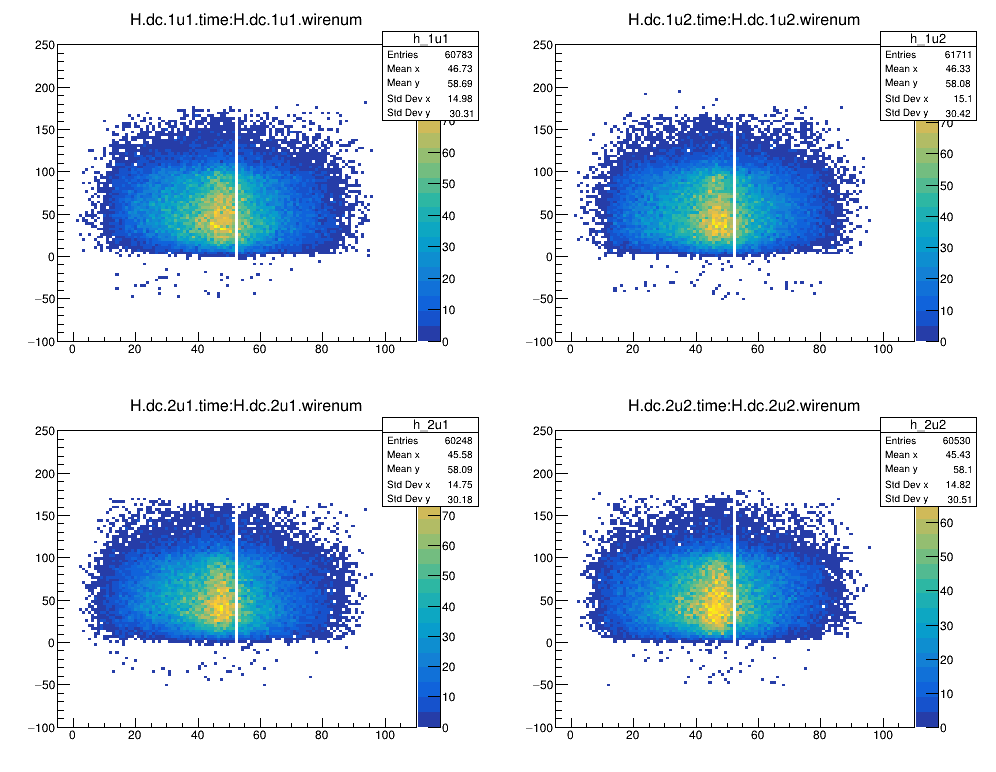 H.dc.1u1.time:H.dc.1u1.wirenum
h_1u1
Entries 60783
Mean x 46.73
Mean y 58.69
Std Dev x 14.98
Std Dev y 30.31
250
200
150
100
50
0
−50
−100
0 20 40 60 80 100
70
60
50
40
30
20
10
0
H.dc.1u2.time:H.dc.1u2.wirenum
h_1u2
Entries 61711
Mean x 46.33
Mean y 58.08
Std Dev x 15.1
Std Dev y 30.42
250
200
150
100
50
0
−50
−100
0 20 40 60 80 100
70
60
50
40
30
20
10
0
H.dc.2u1.time:H.dc.2u1.wirenum
h_2u1
Entries 60248
Mean x 45.58
Mean y 58.09
Std Dev x 14.75
Std Dev y 30.18
250
200
150
100
50
0
−50
−100
0 20 40 60 80 100
70
60
50
40
30
20
10
0
H.dc.2u2.time:H.dc.2u2.wirenum
h_2u2
Entries 60530
Mean x 45.43
Mean y 58.1
Std Dev x 14.82
Std Dev y 30.51
250
200
150
100
50
0
−50
−100
0 20 40 60 80 100
60
50
40
30
20
10
0